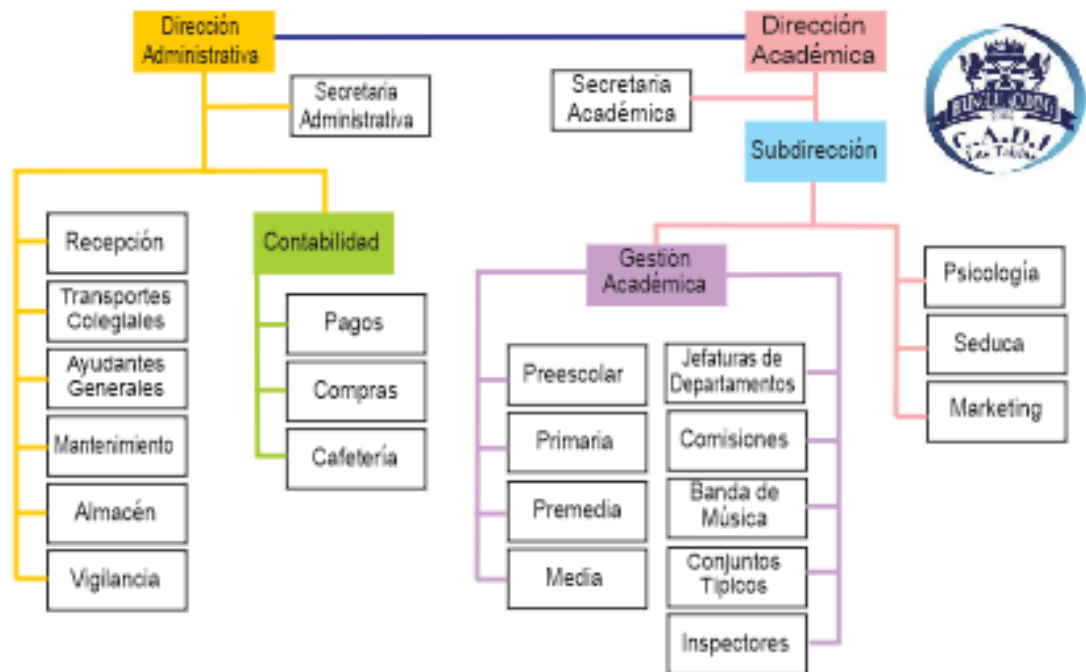 Dirección
Administrativa
Dirección
Académica
Secretaria
Administrativa
Secretaria
Académica
Subdirección
C.A.D.I
Recepción
Transportes
Colegiales
Ayudantes
Generales
Mantenimiento
Almacén
Vigilancia
Contabilidad
Pagos
Compras
Cafetería
Gestión
Académica
Preescolar
Primaria
Premedia
Media
Jefaturas de
Departamentos
Comisiones
Banda de
Música
Conjuntos
Típicos
Inspectores
Psicología
Seduca
Marketing